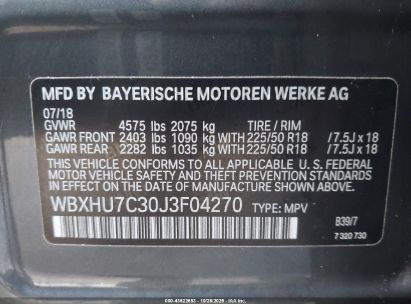 MFD BY BAYERISCHE MOTOREN WERKE AG
07/18
GVWR 4575 lbs 2075 kg TIRE / RIM
GAWR FRONT 2403 lbs 1090 kg WITH 225/50 R18 /7.5J x 18
GAWR REAR 2282 lbs 1035 kg WITH 225/50 R18 /7.5J x 18
THIS VEHICLE CONFORMS TO ALL APPLICABLE U. S. FEDERAL
MOTOR VEHICLE SAFETY, BUMPER, AND THEFT PREVENTION
STANDARDS IN EFFECT ON THE DATE OF MANUFACTURE SHOWN ABOVE.
WBXHU7C30J3F04270 TYPE: MPV
B39/7
7 320 730